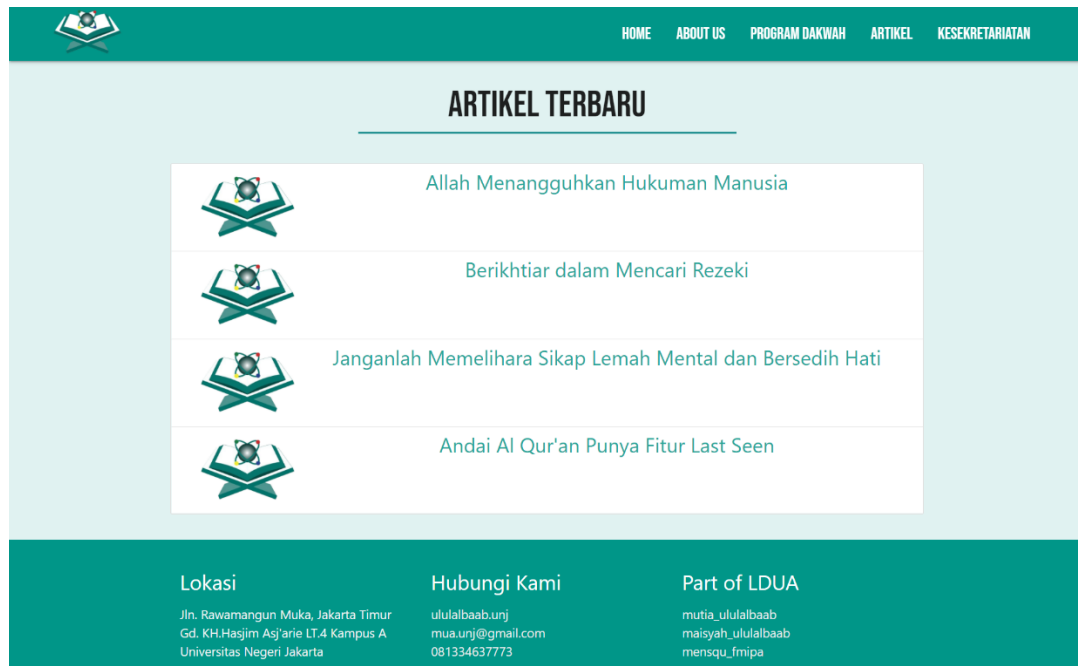 HOME ABOUT US PROGRAM DAKWAH ARTIKEL KESEKRETARIATAN
ARTIKEL TERBARU
Allah Menangguhkan Hukuman Manusia
Berikhtiar dalam Mencari Rezeki
Janganlah Memelihara Sikap Lemah Mental dan Bersedih Hati
Andai Al Qur'an Punya Fitur Last Seen
Lokasi
Jln. Rawamangun Muka, Jakarta Timur
Gd. KH.Hasjim Asj'arie LT.4 Kampus A
Universitas Negeri Jakarta
Hubungi Kami
ululalbaab.unj
mua.unj@gmail.com
081334637773
Part of LDUA
mutia_ululalbaab
maisyah_ululalbaab
mensqu_fmipa